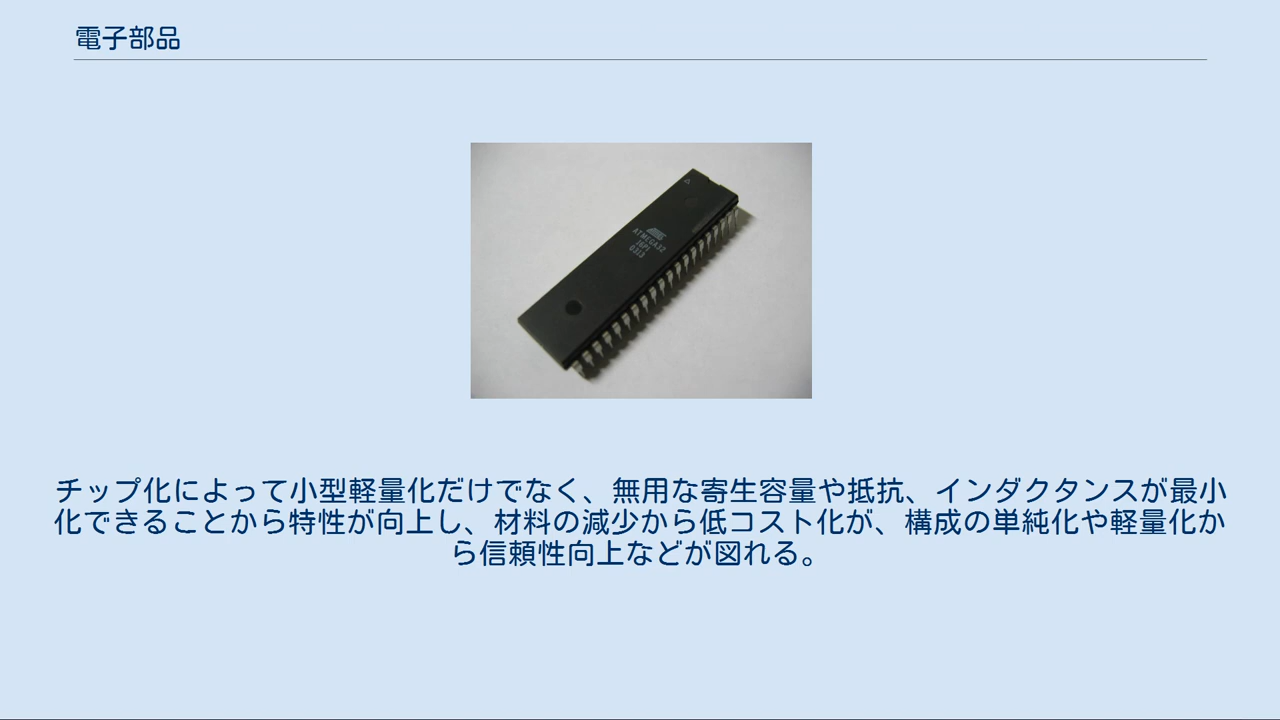 電子部品
ATMEGA32
16PI
0313
チップ化によって小型軽量化だけでなく、無用な寄生容量や抵抗、インダクタンスが最小
化できることから特性が向上し、材料の減少から低コスト化が、構成の単純化や軽量化か
ら信頼性向上などが図れる。